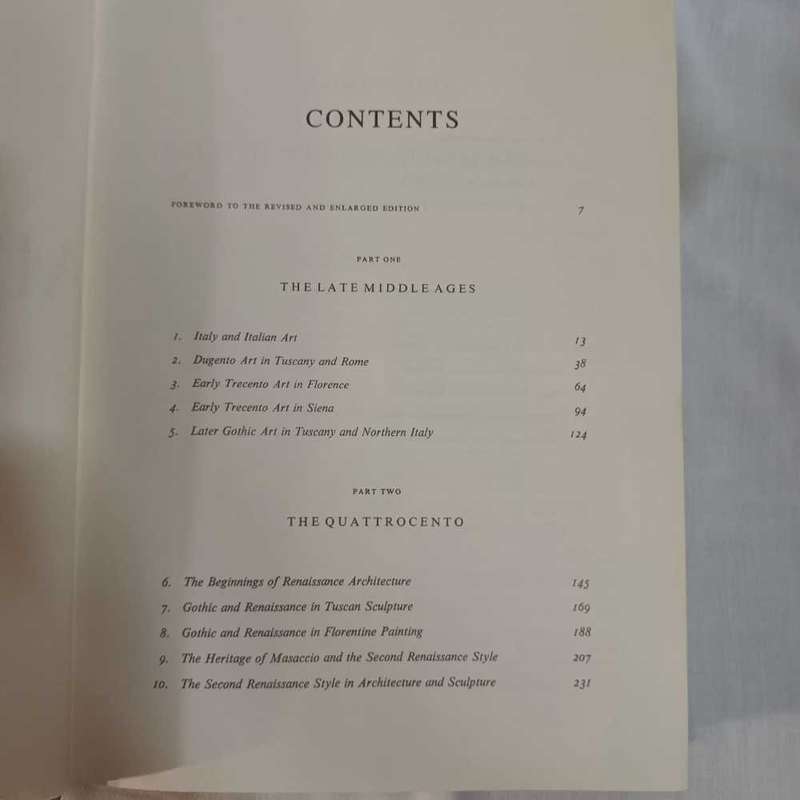 CONTENTS
FOREWORD TO THE REVISED AND ENLARGED EDITION 7
PART ONE
THE LATE MIDDLE AGES
1. Italy and Italian Art 13
2. Dugento Art in Tuscany and Rome 38
3. Early Trecento Art in Florence 64
4. Early Trecento Art in Siena 94
5. Later Gothic Art in Tuscany and Northern Italy 124
PART TWO
THE QUATTROCENTO
6. The Beginnings of Renaissance Architecture 145
7. Gothic and Renaissance in Tuscan Sculpture 169
8. Gothic and Renaissance in Florentine Painting 188
9. The Heritage of Masaccio and the Second Renaissance Style 207
10. The Second Renaissance Style in Architecture and Sculpture 231